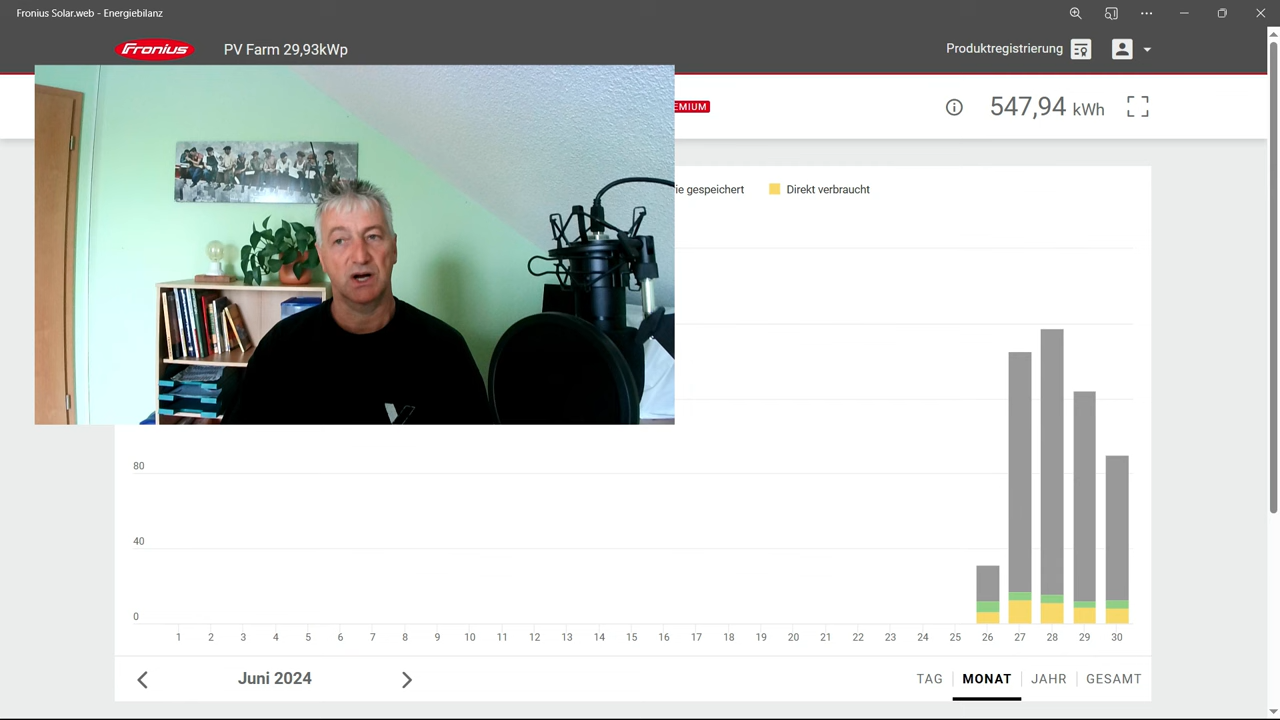 Fronius Solar.web - Energiebilanz
Fronius PV Farm 29,93kWp Produktregistrierung
547,94 kWh
ie gespeichert Direkt verbraucht
80
40
0
1 2 3 4 5 6 7 8 9 10 11 12 13 14 15 16 17 18 19 20 21 22 23 24 25 26 27 28 29 30
Juni 2024 TAG MONAT JAHR GESAMT